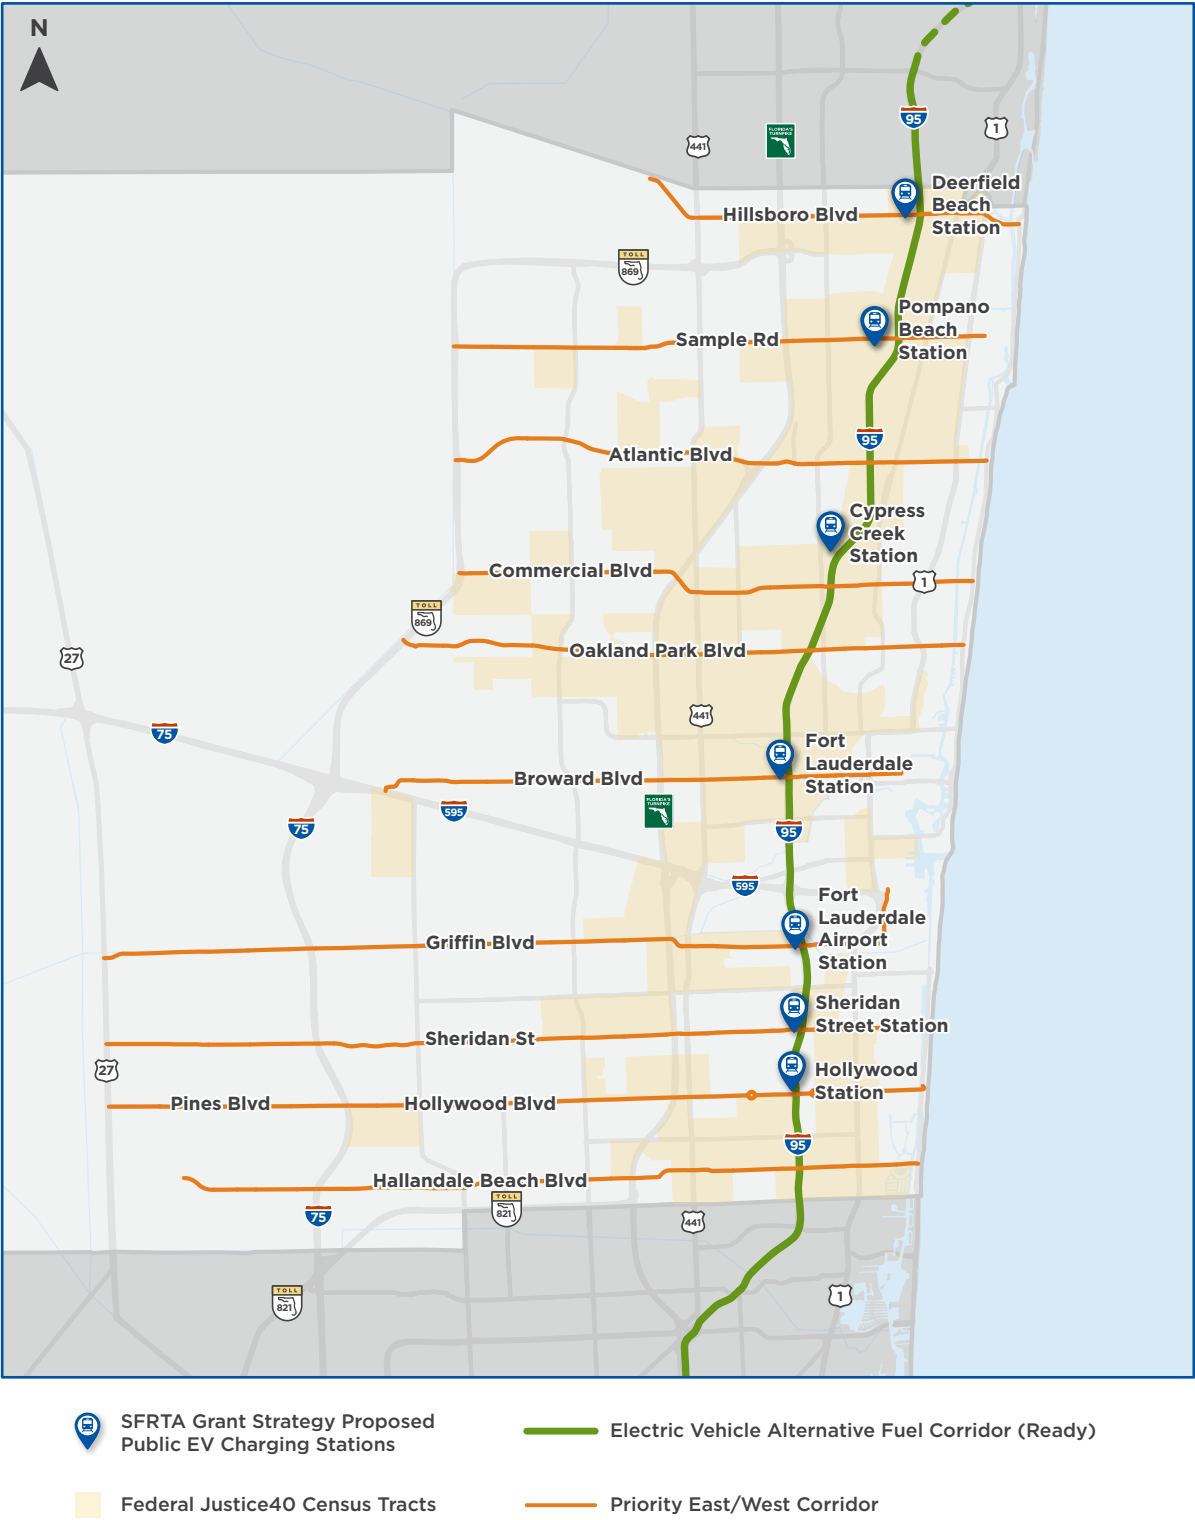 N
95
1
441
FLORIDA'S
TURNPIKE
Deerfield
Beach
Station
Hillsboro Blvd
TOLL
869
Pompano
Beach
Station
Sample Rd
95
Atlantic Blvd
Cypress
Creek
Station
Commercial Blvd
1
TOLL
869
Oakland Park Blvd
27
441
75
Fort
Lauderdale
Station
Broward Blvd
595
FLORIDA'S
TURNPIKE
75
95
595
Fort
Lauderdale
Airport
Station
Griffin Blvd
Sheridan
Street Station
Sheridan St
27
Hollywood
Station
Pines Blvd
Hollywood Blvd
95
Hallandale Beach Blvd
TOLL
821
75
441
TOLL
821
1
SFRTA Grant Strategy Proposed
Public EV Charging Stations
Electric Vehicle Alternative Fuel Corridor (Ready)
Federal Justice40 Census Tracts
Priority East/West Corridor